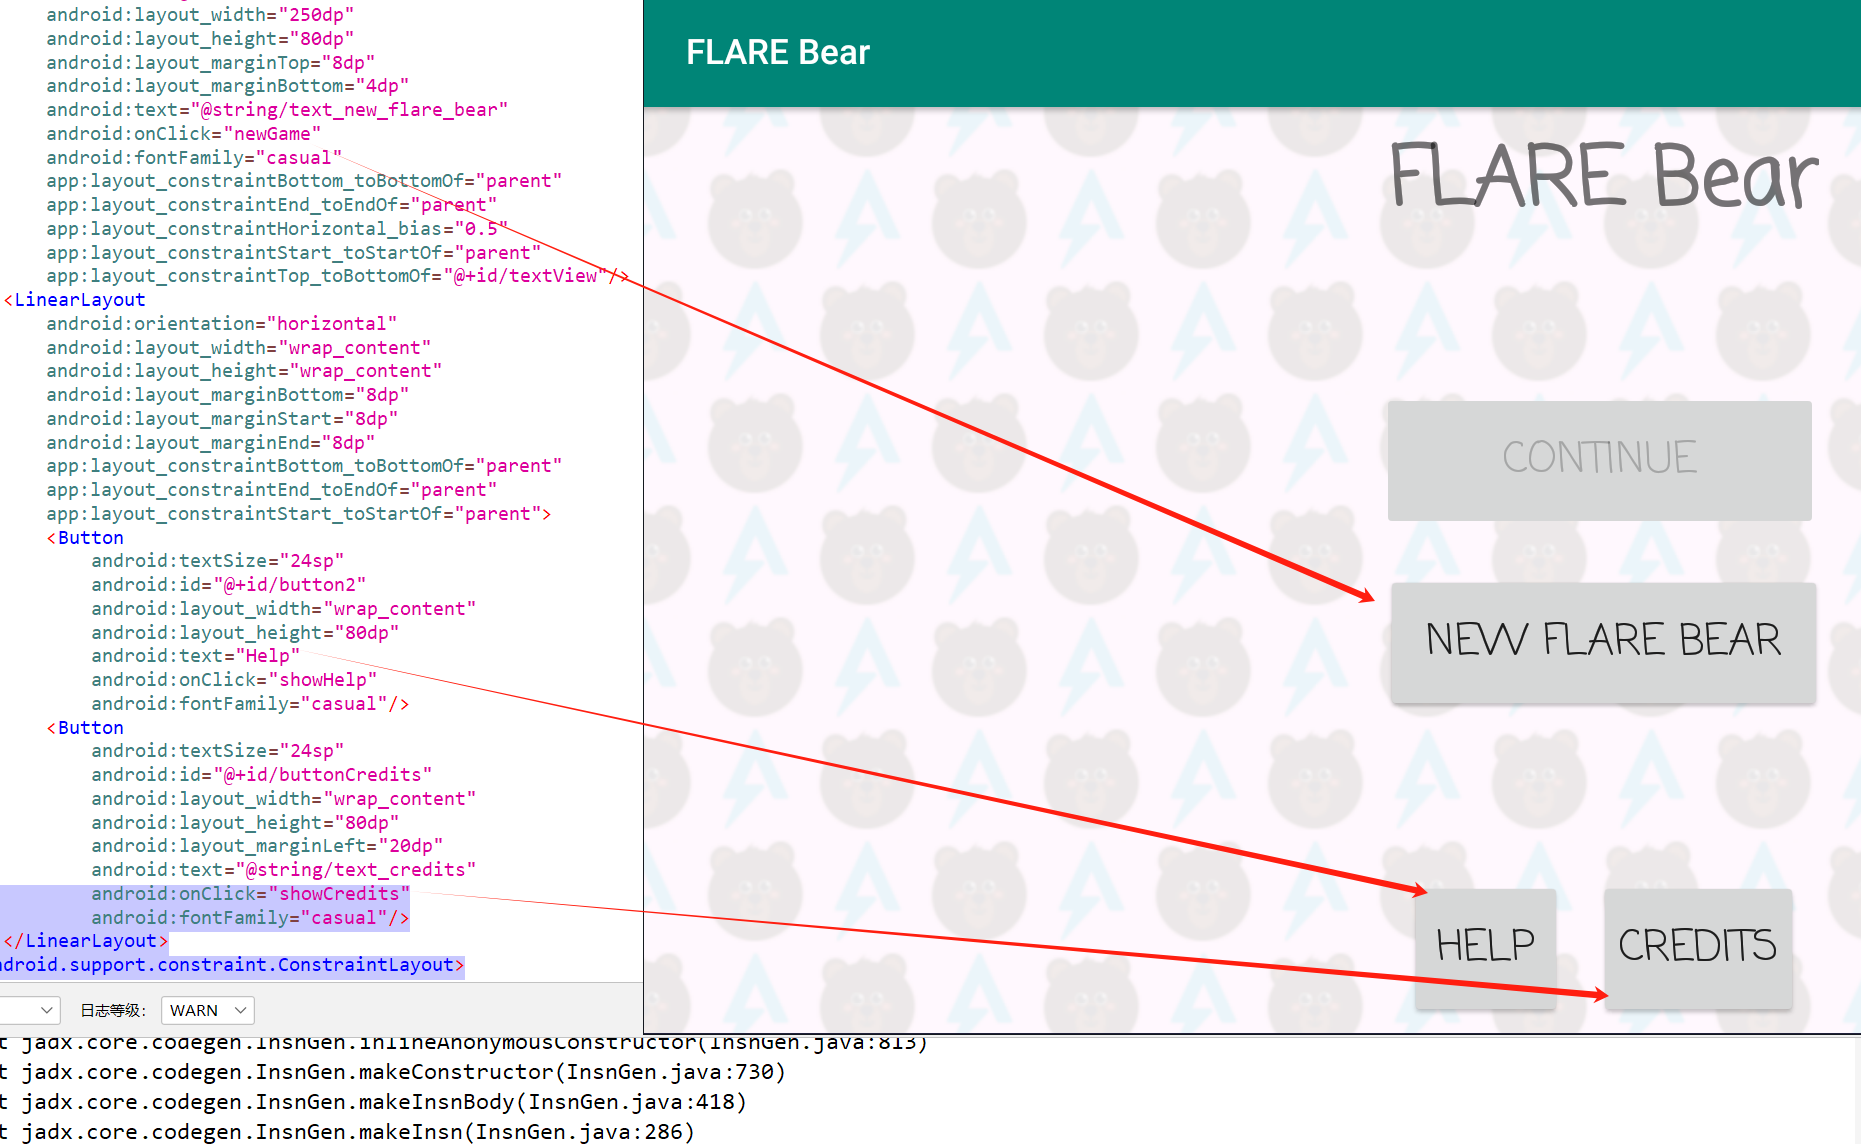 android:layout_width="250dp"
android:layout_height="80dp"
android:layout_marginTop="8dp"
android:layout_marginBottom="4dp"
android:text="@string/text_new_flare_bear"
android:onClick="newGame"
android:fontFamily="casual"
app:layout_constraintBottom_toBottomOf="parent"
app:layout_constraintEnd_toEndOf="parent"
app:layout_constraintHorizontal_bias="0.5"
app:layout_constraintStart_toStartOf="parent"
app:layout_constraintTop_toBottomOf="@+id/textView"/>
<LinearLayout
android:orientation="horizontal"
android:layout_width="wrap_content"
android:layout_height="wrap_content"
android:layout_marginBottom="8dp"
android:layout_marginStart="8dp"
android:layout_marginEnd="8dp"
app:layout_constraintBottom_toBottomOf="parent"
app:layout_constraintEnd_toEndOf="parent"
app:layout_constraintStart_toStartOf="parent">
<Button
android:textSize="24sp"
android:id="@+id/button2"
android:layout_width="wrap_content"
android:layout_height="80dp"
android:text="Help"
android:onClick="showHelp"
android:fontFamily="casual"/>
<Button
android:textSize="24sp"
android:id="@+id/buttonCredits"
android:layout_width="wrap_content"
android:layout_height="80dp"
android:layout_marginLeft="20dp"
android:text="@string/text_credits"
android:onClick="showCredits"
android:fontFamily="casual"/>
</LinearLayout>
ndroid.support.constraint.ConstraintLayout>
日志等级: WARN
t jadx.core.codegen.InsnGen.inlineAnonymousConstructor(InsnGen.java:813)
t jadx.core.codegen.InsnGen.makeConstructor(InsnGen.java:730)
t jadx.core.codegen.InsnGen.makeInsnBody(InsnGen.java:418)
t jadx.core.codegen.InsnGen.makeInsn(InsnGen.java:286)
FLARE Bear
FLARE Bear
CONTINUE
NEW FLARE BEAR
HELP
CREDITS